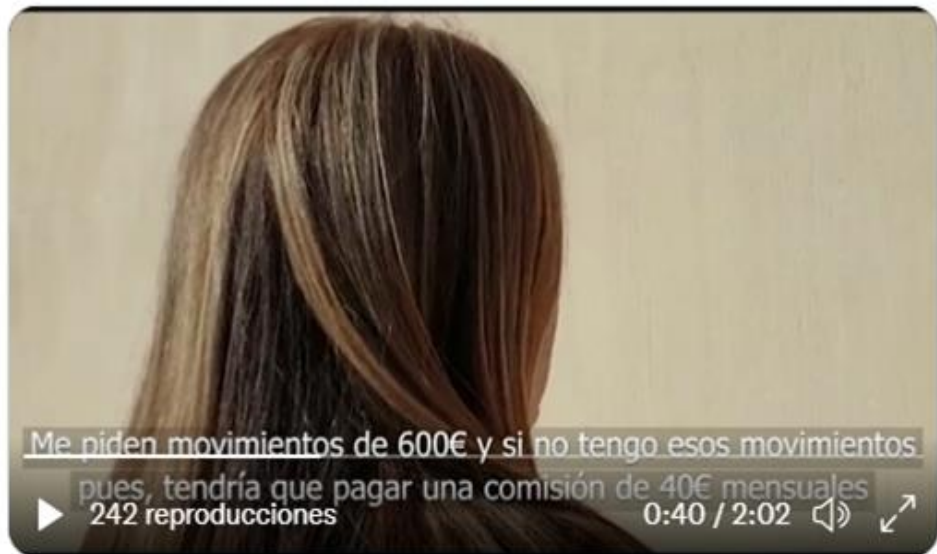 Me piden movimientos de 600€ y si no tengo esos movimientos
pues, tendría que pagar una comisión de 40€ mensuales
242 reproducciones 0:40 / 2:02